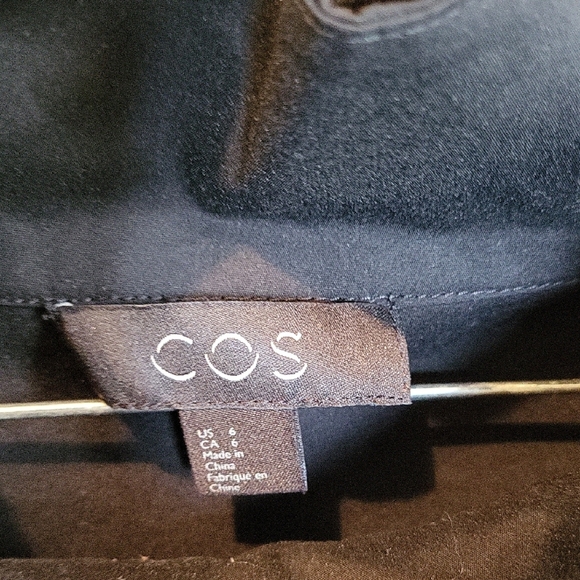 COS
US 6
CA 6
Made in
China
Fabriqué en
Chine